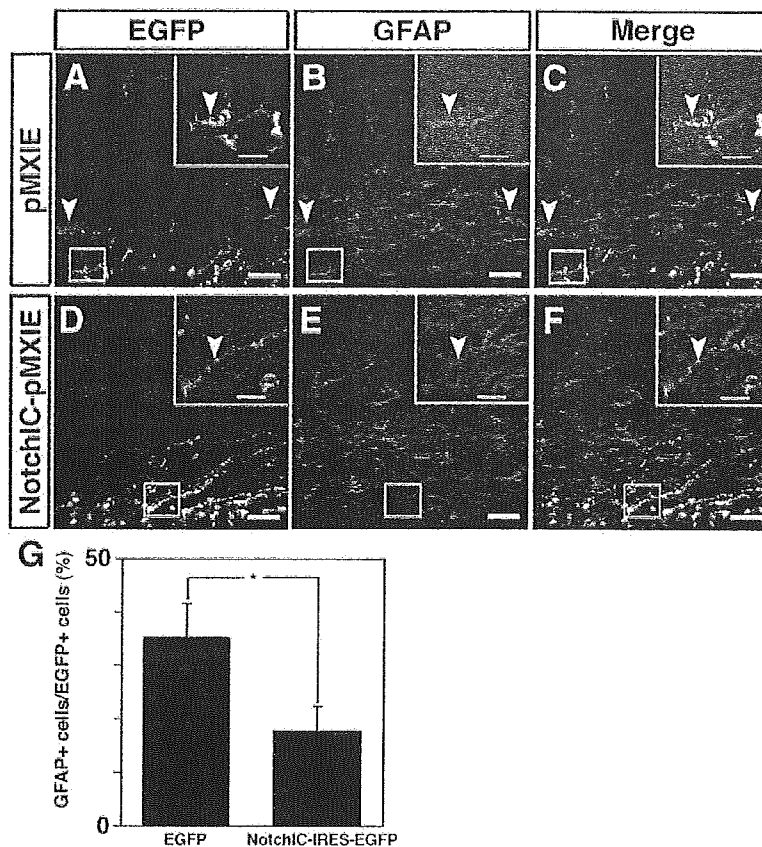 EGFP
GFAP
Merge
pMXIE
A
B
C
NotchIC-pMXIE
D
E
F
G
GFAP+ cells/EGFP+ cells (%)
50
*
0
EGFP
NotchIC-IRES-EGFP